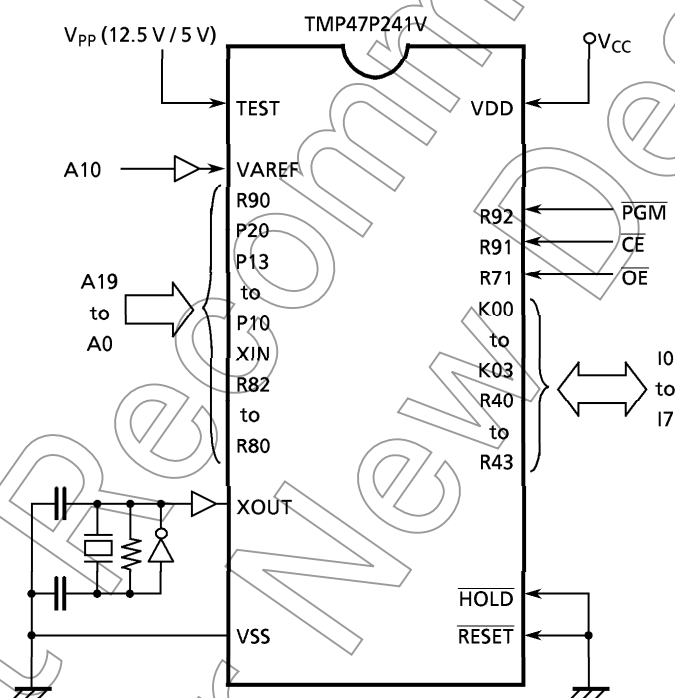 TMP47P241V
VPP (12.5 V / 5 V)
VCC
TEST
VDD
A10
VAREF
R90
P20
P13
to
P10
XIN
R82
to
R80
A19
to
A0
R92
R91
R71
K00
to
K03
R40
to
R43
PGM
CE
OE
I0
to
I7
XOUT
VSS
HOLD
RESET